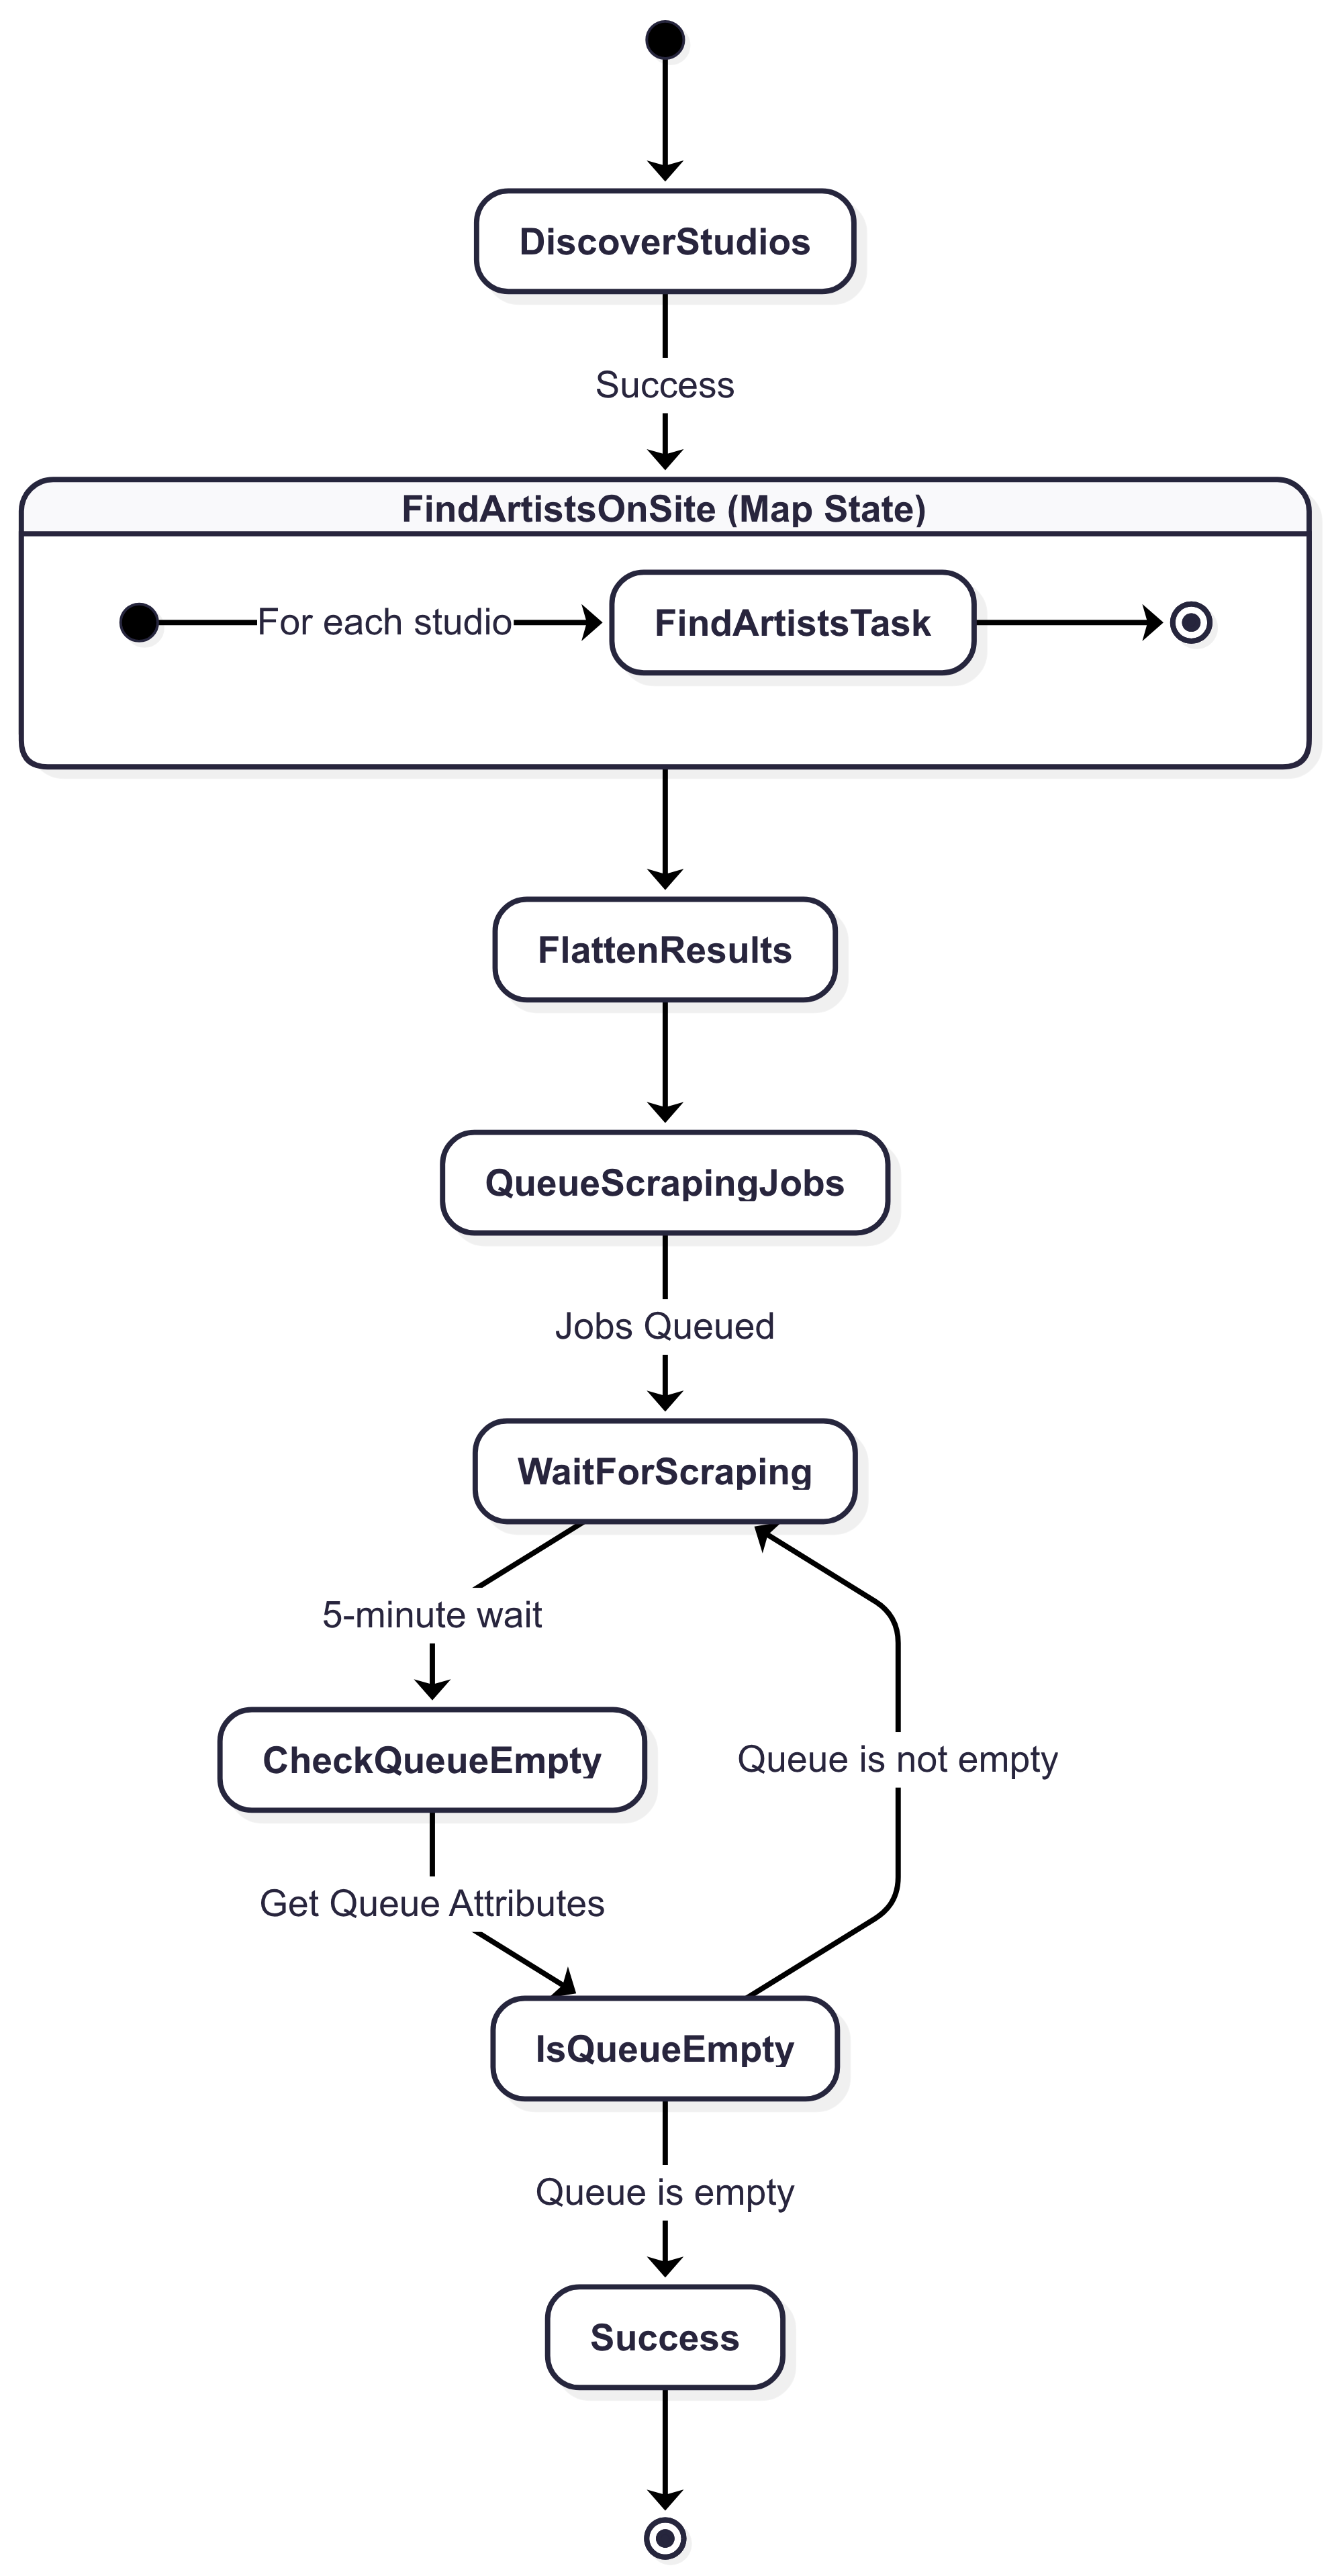 DiscoverStudios
Success
FindArtistsOnSite (Map State)
For each studio
FindArtistsTask
FlattenResults
QueueScrapingJobs
Jobs Queued
WaitForScraping
5-minute wait
CheckQueueEmpty
Queue is not empty
Get Queue Attributes
IsQueueEmpty
Queue is empty
Success